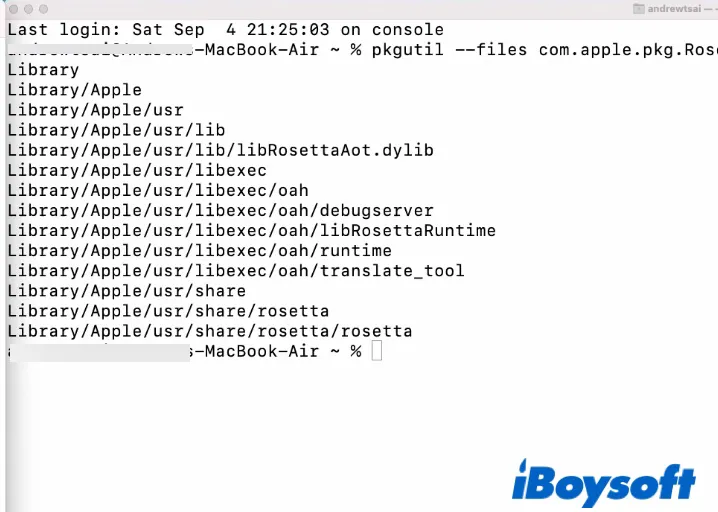 andrewtsai — —
Last login: Sat Sep  4 21:25:03 on console
-MacBook-Air ~ % pkgutil --files com.apple.pkg.Rose
Library
Library/Apple
Library/Apple/usr
Library/Apple/usr/lib
Library/Apple/usr/lib/libRosettaAot.dylib
Library/Apple/usr/libexec
Library/Apple/usr/libexec/oah
Library/Apple/usr/libexec/oah/debugserver
Library/Apple/usr/libexec/oah/libRosettaRuntime
Library/Apple/usr/libexec/oah/runtime
Library/Apple/usr/libexec/oah/translate_tool
Library/Apple/usr/share
Library/Apple/usr/share/rosetta
Library/Apple/usr/share/rosetta/rosetta
s-MacBook-Air ~ %
iBoysoft